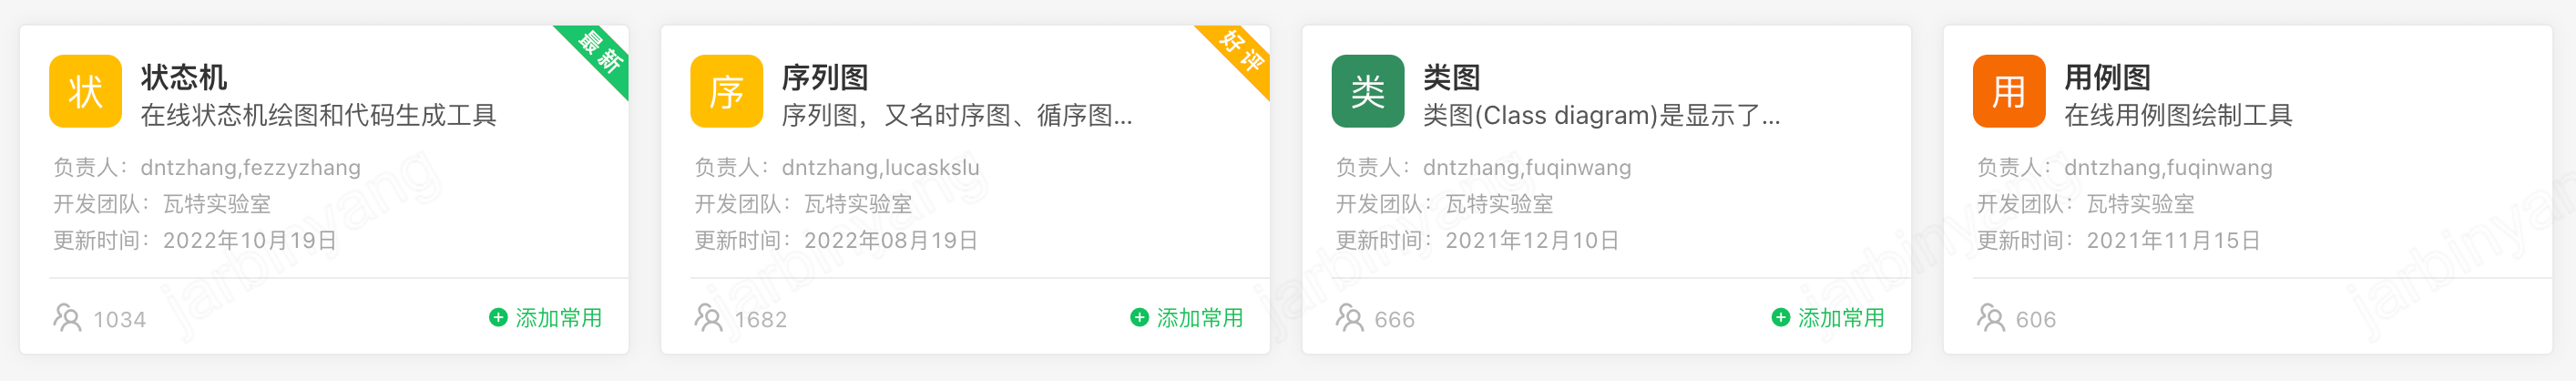 最新
状
状态机
在线状态机绘图和代码生成工具
负责人：dntzhang,fezzyzhang
开发团队：瓦特实验室
更新时间：2022年10月19日
1034
添加常用
好评
序
序列图
序列图，又名时序图、循序图...
负责人：dntzhang,lucaskslu
开发团队：瓦特实验室
更新时间：2022年08月19日
1682
添加常用
类
类图
类图(Class diagram)是显示了...
负责人：dntzhang,fuqinwang
开发团队：瓦特实验室
更新时间：2021年12月10日
666
添加常用
用
用例图
在线用例图绘制工具
负责人：dntzhang,fuqinwang
开发团队：瓦特实验室
更新时间：2021年11月15日
606
jarbinyang
jarbinyang
jarbinyang
jarbinyang
jarbinyang